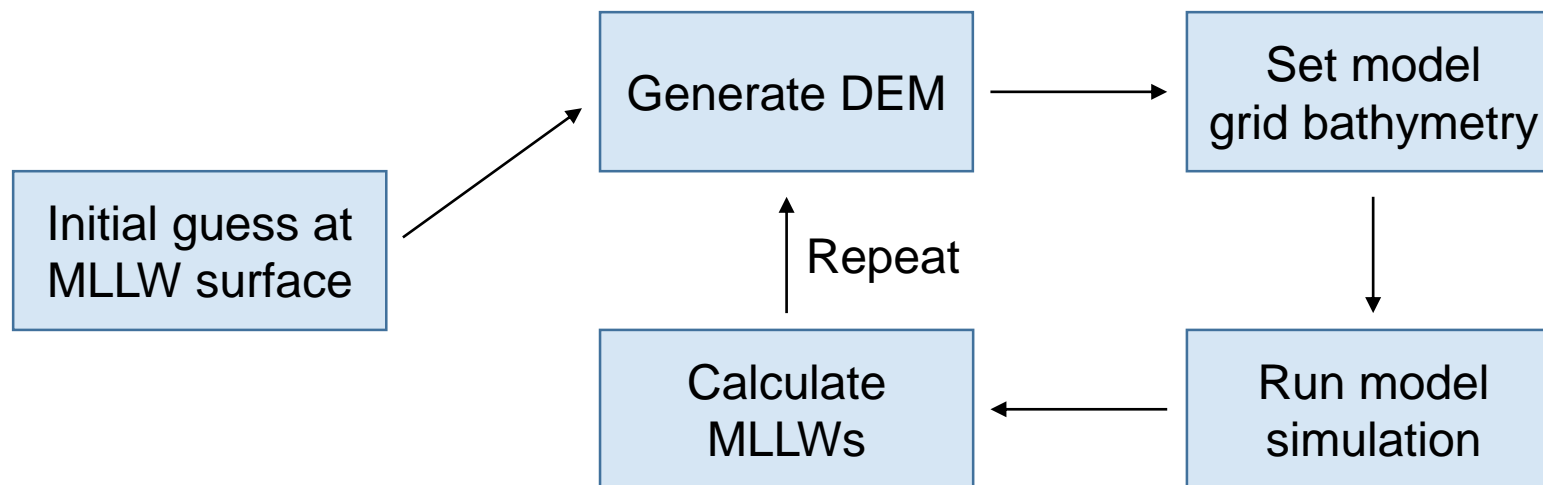 Initial guess at
MLLW surface
Generate DEM
Set model
grid bathymetry
Run model
simulation
Calculate
MLLWs
Repeat